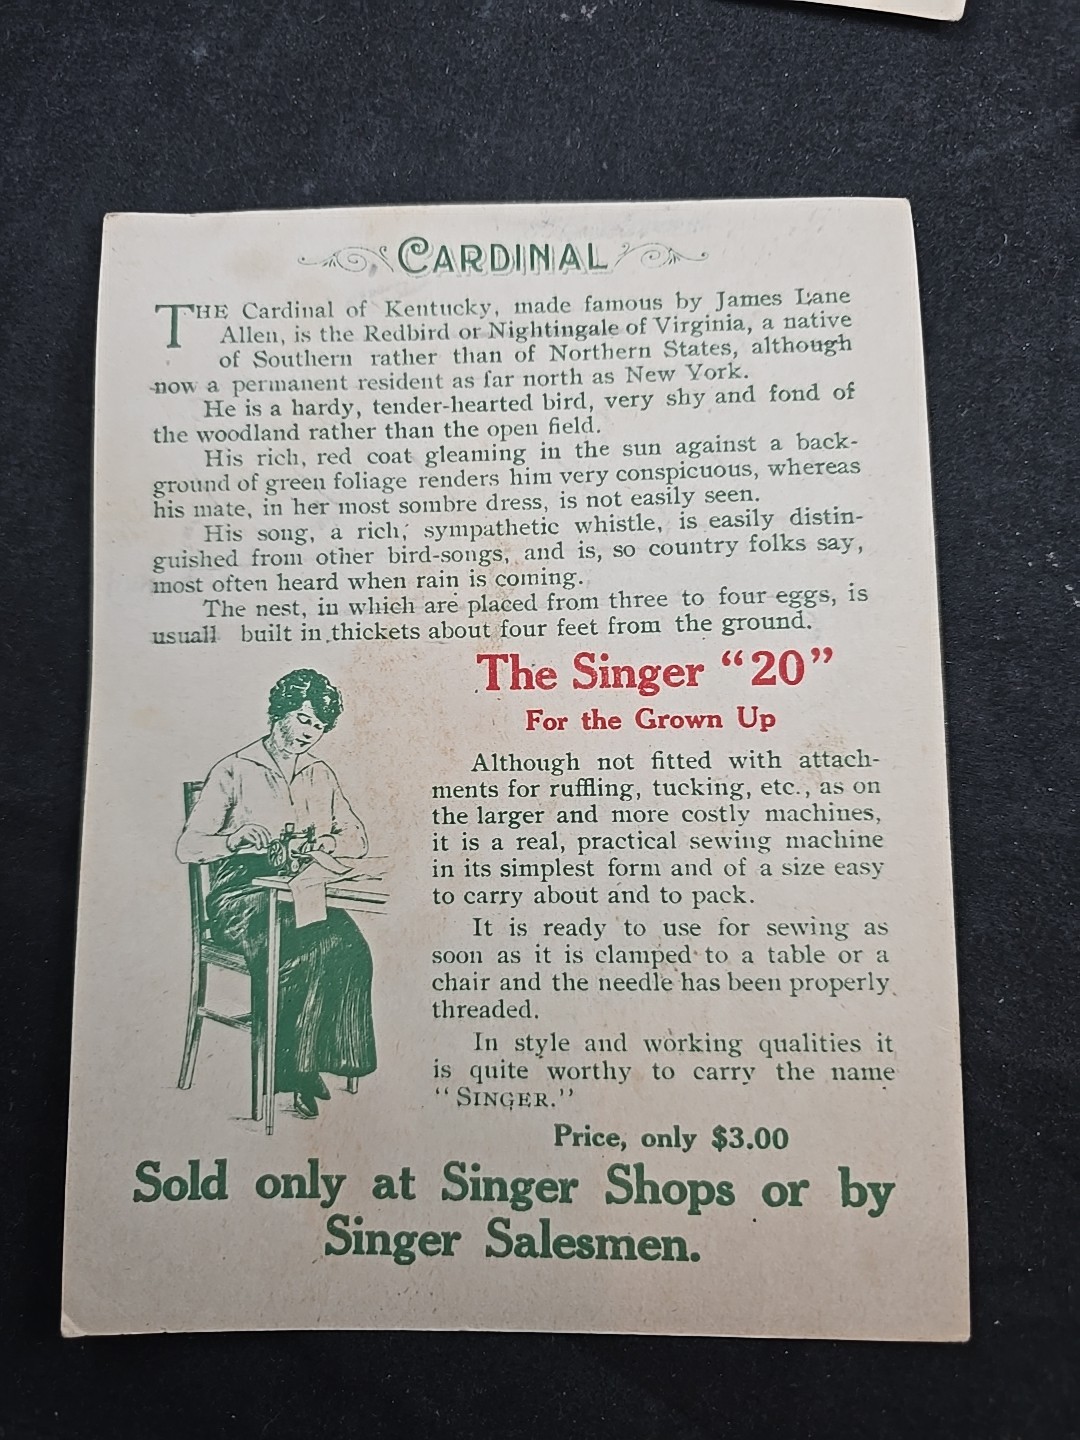 CARDINAL
THE Cardinal of Kentucky, made famous by James Lane
Allen, is the Redbird or Nightingale of Virginia, a native
of Southern rather than of Northern States, although
now a permanent resident as far north as New York.
He is a hardy, tender-hearted bird, very shy and fond of
the woodland rather than the open field.
His rich, red coat gleaming in the sun against a back-
ground of green foliage renders him very conspicuous, whereas
his mate, in her most sombre dress, is not easily seen.
His song, a rich, sympathetic whistle, is easily distin-
guished from other bird-songs, and is, so country folks say,
most often heard when rain is coming.
The nest, in which are placed from three to four eggs, is
usuall built in thickets about four feet from the ground.
The Singer "20"
For the Grown Up
Although not fitted with attach-
ments for ruffling, tucking, etc., as on
the larger and more costly machines,
it is a real, practical sewing machine
in its simplest form and of a size easy
to carry about and to pack.
It is ready to use for sewing as
soon as it is clamped to a table or a
chair and the needle has been properly
threaded.
In style and working qualities it
is quite worthy to carry the name
"SINGER."
Price, only $3.00
Sold only at Singer Shops or by
Singer Salesmen.